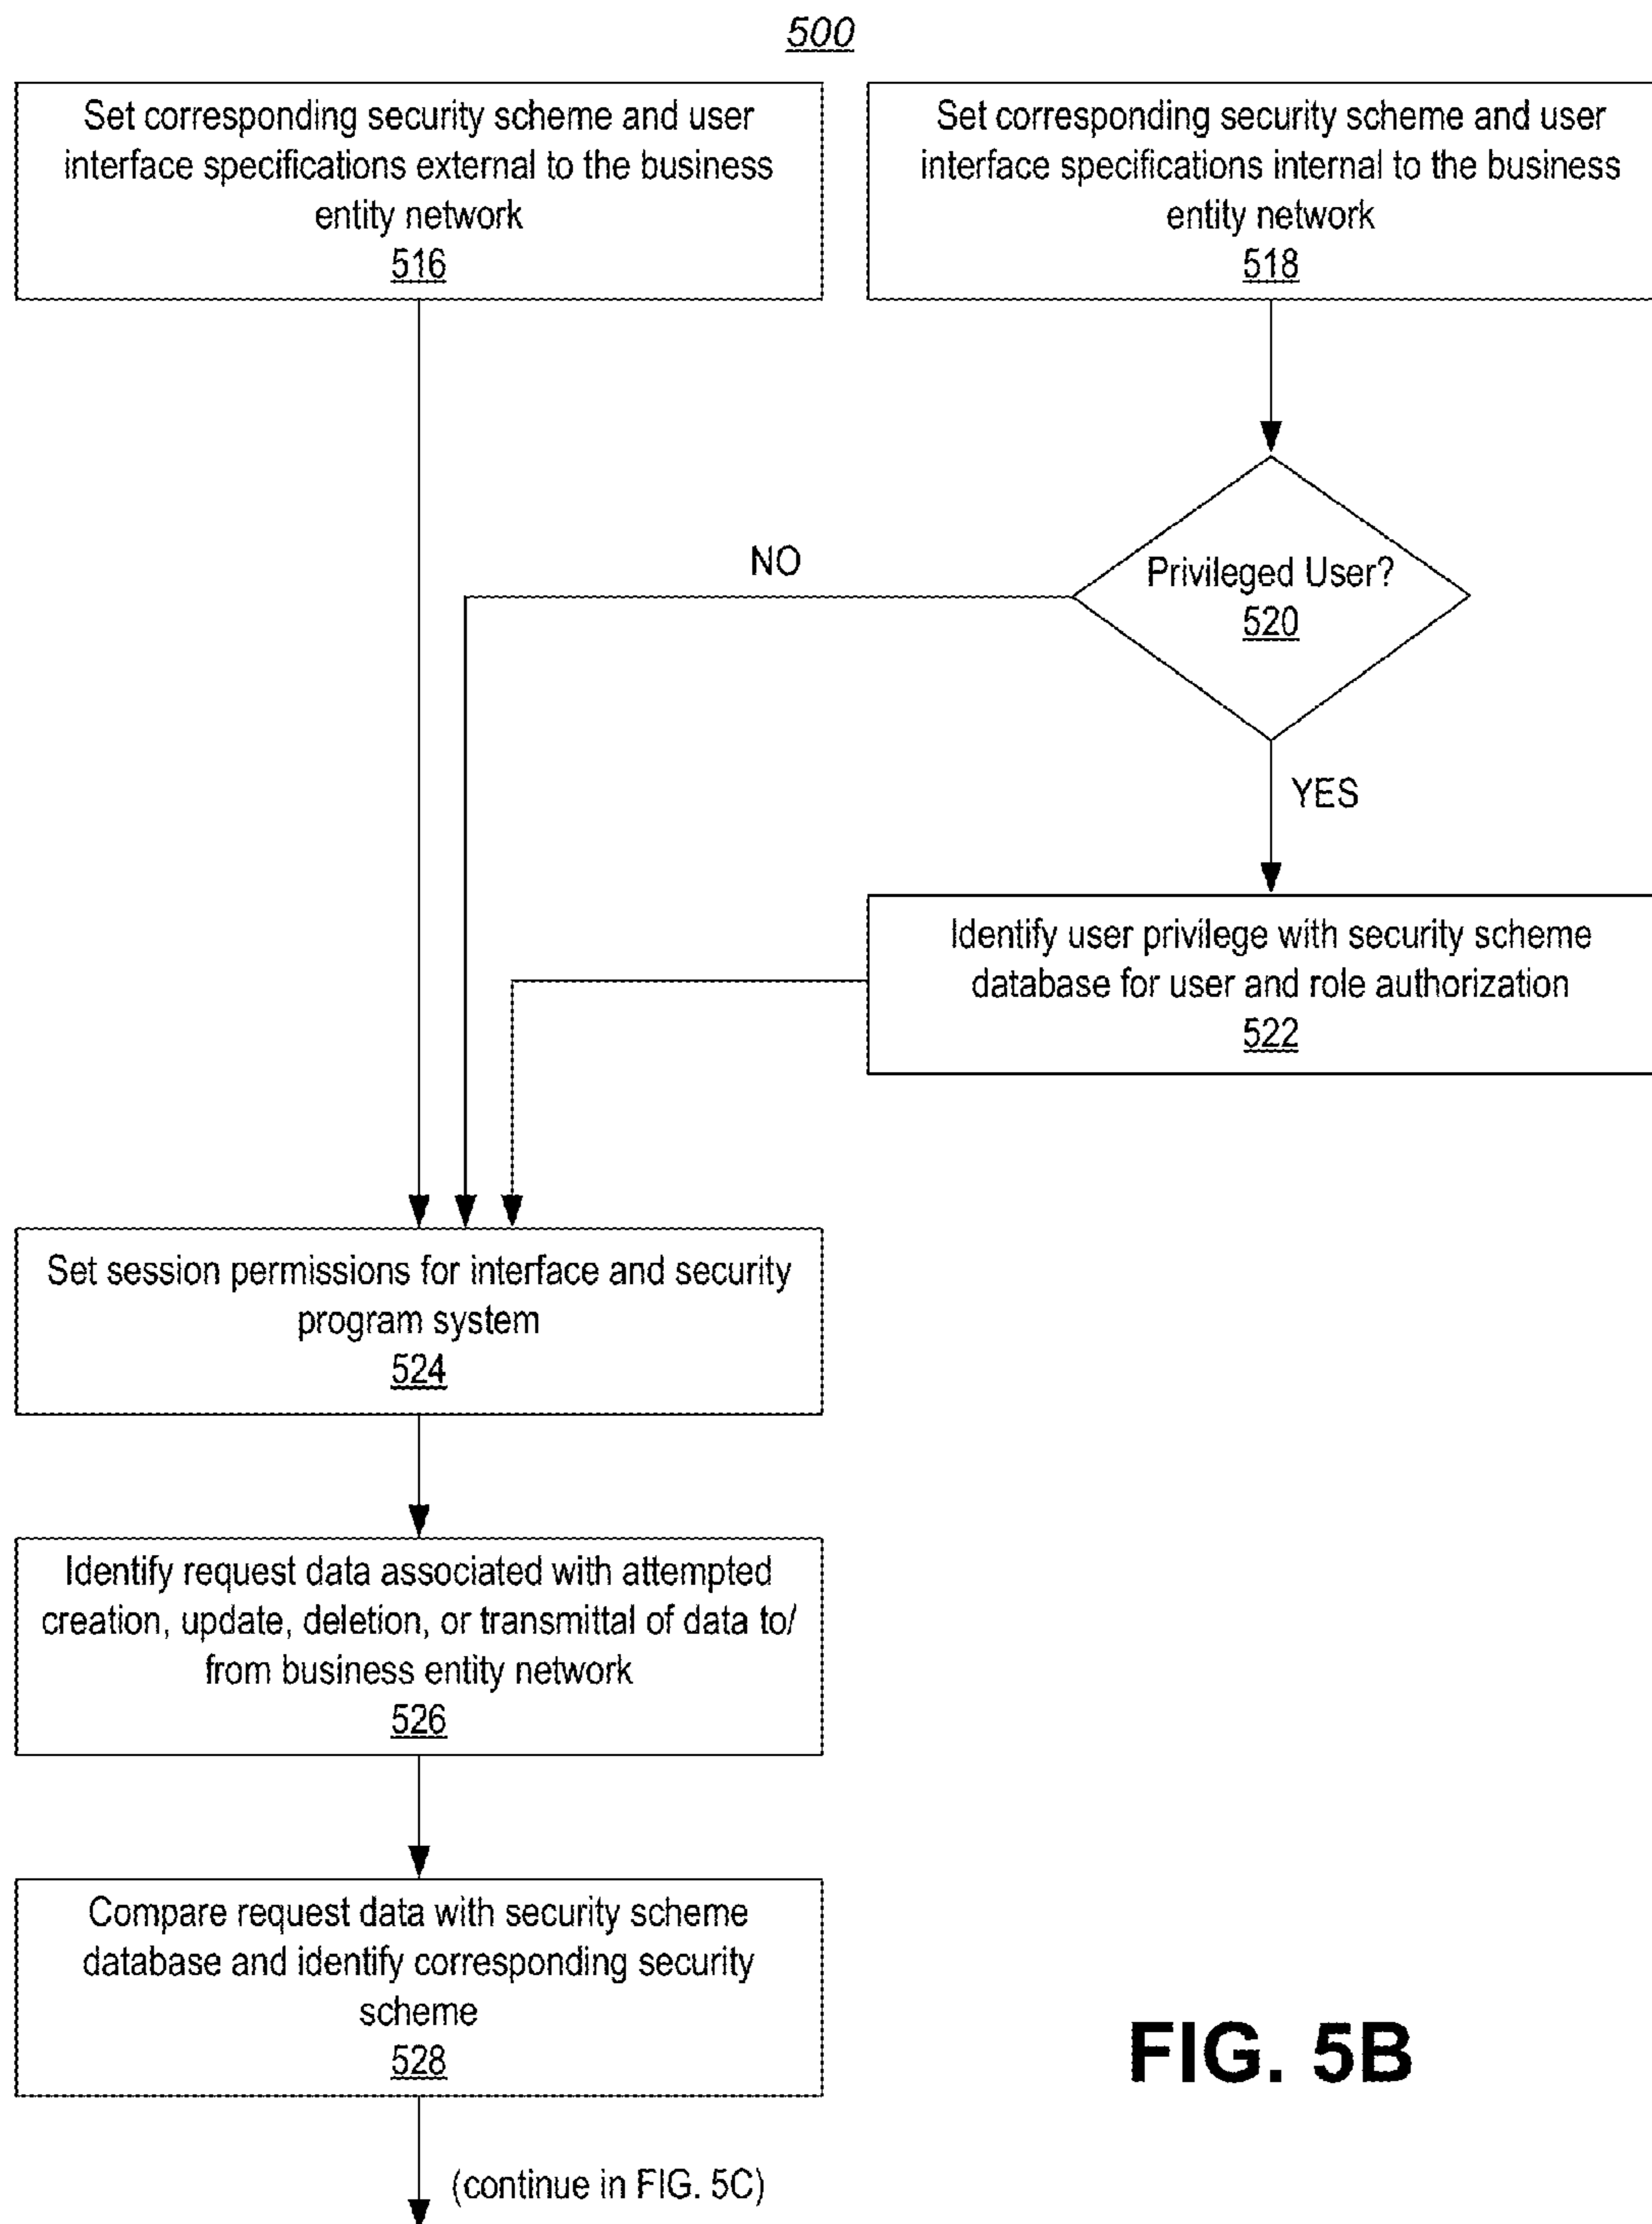 500
Set corresponding security scheme and user
interface specifications external to the business
entity network
516
Set corresponding security scheme and user
interface specifications internal to the business
entity network
518
Privileged User?
520
NO
YES
Identify user privilege with security scheme
database for user and role authorization
522
Set session permissions for interface and security
program system
524
Identify request data associated with attempted
creation, update, deletion, or transmittal of data to/
from business entity network
526
Compare request data with security scheme
database and identify corresponding security
scheme
528
(continue in FIG. 5C)
FIG. 5B